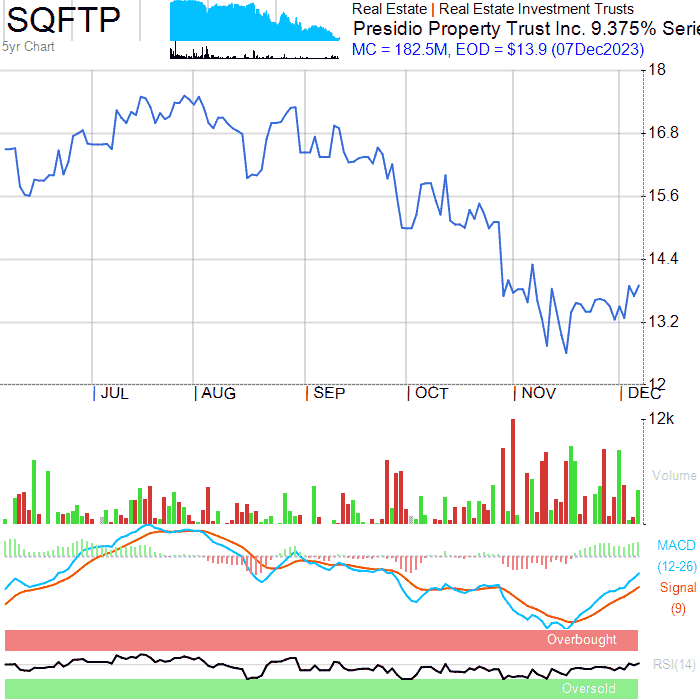 SQFTP
5yr Chart
Real Estate | Real Estate Investment Trusts
Presidio Property Trust Inc. 9.375% Serie
MC = 182.5M, EOD = $13.9 (07Dec2023)
18
16.8
15.6
14.4
13.2
12
JUL AUG SEP OCT NOV DEC
12k
Volume
MACD
(12-26)
Signal
(9)
Overbought
RSI(14)
Oversold